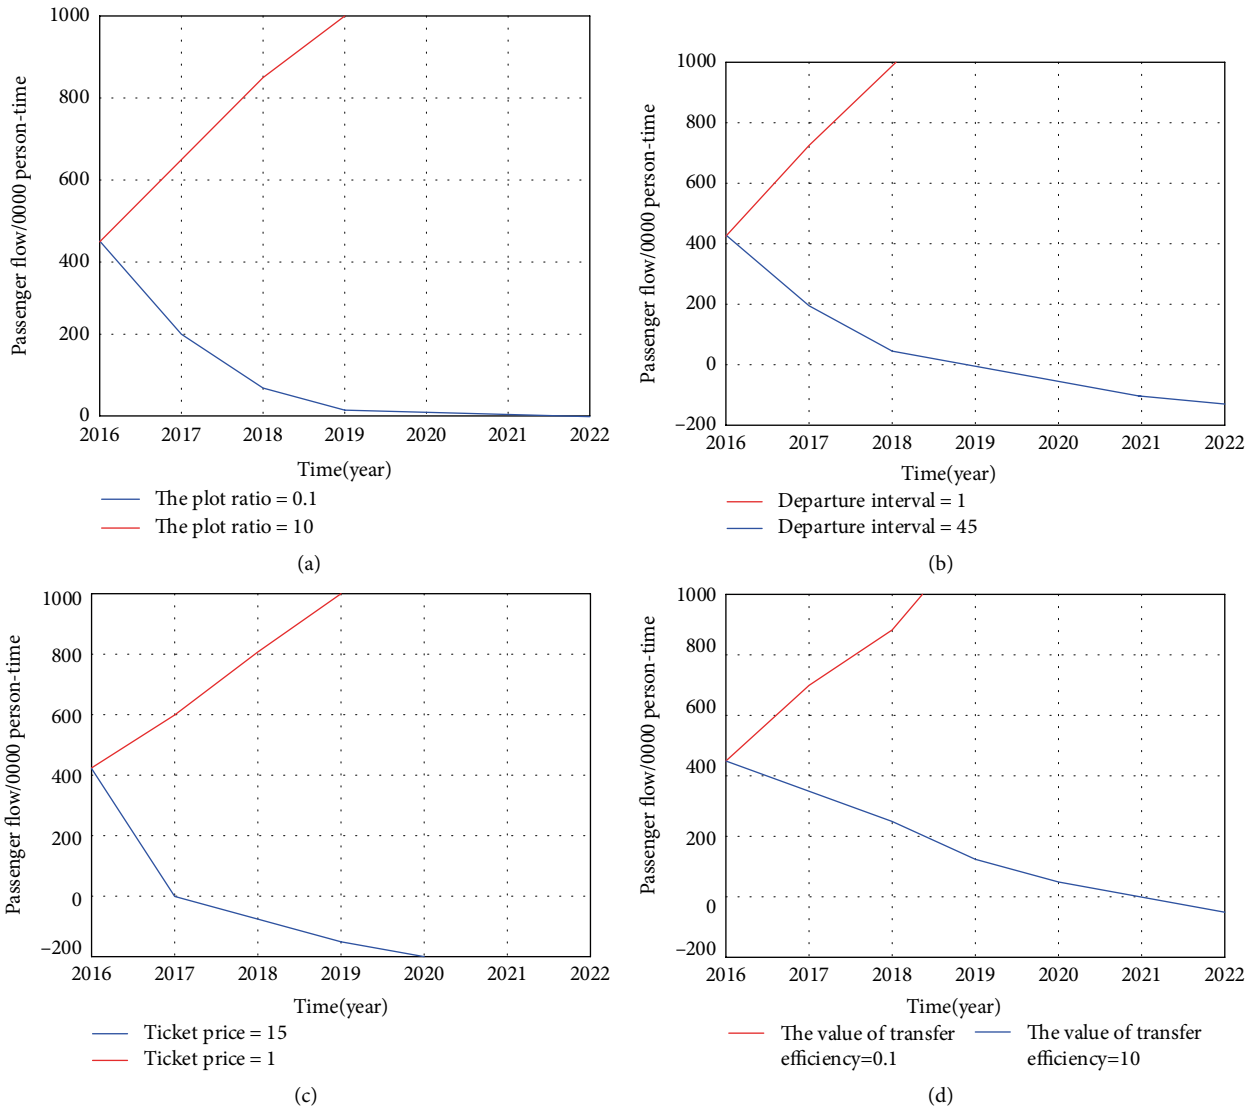 Passenger flow/0000 person-time
1000
800
600
400
200
0
2016 2017 2018 2019 2020 2021 2022
Time(year)
The plot ratio = 0.1
The plot ratio = 10
(a)
Passenger flow/0000 person-time
1000
800
600
400
200
0
–200
2016 2017 2018 2019 2020 2021 2022
Time(year)
Departure interval = 1
Departure interval = 45
(b)
Passenger flow/0000 person-time
1000
800
600
400
200
0
–200
2016 2017 2018 2019 2020 2021 2022
Time(year)
Ticket price = 15
Ticket price = 1
(c)
Passenger flow/0000 person-time
1000
800
600
400
200
0
–200
2016 2017 2018 2019 2020 2021 2022
Time(year)
The value of transfer
efficiency=0.1
The value of transfer
efficiency=10
(d)